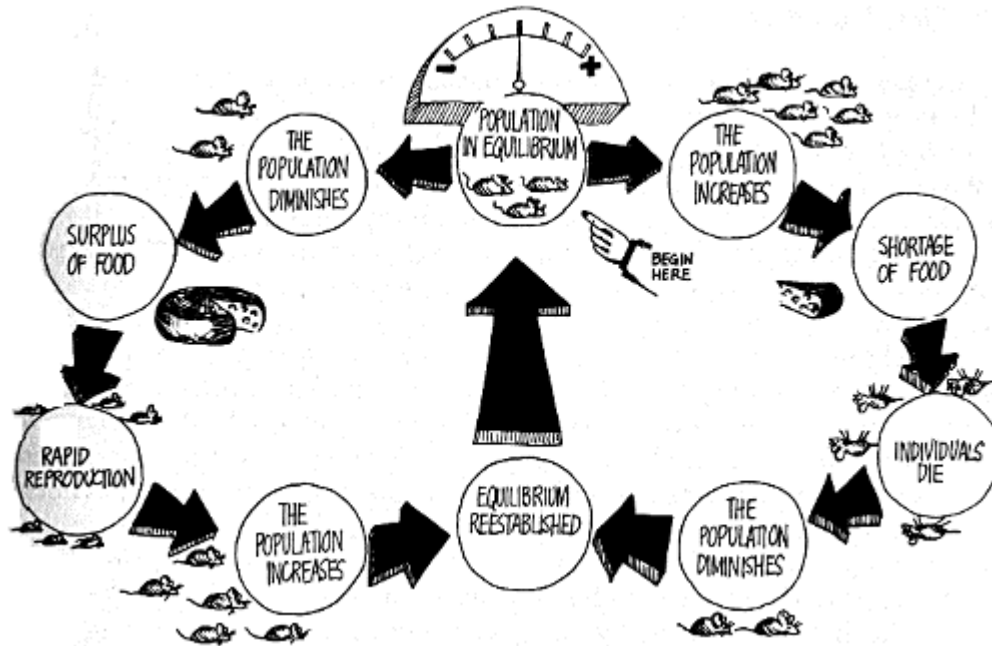 −
+
POPULATION
IN EQUILIBRIUM
THE
POPULATION
DIMINISHES
THE
POPULATION
INCREASES
SURPLUS
OF FOOD
BEGIN
HERE
SHORTAGE
OF FOOD
RAPID
REPRODUCTION
INDIVIDUALS
DIE
THE
POPULATION
INCREASES
EQUILIBRIUM
REESTABLISHED
THE
POPULATION
DIMINISHES